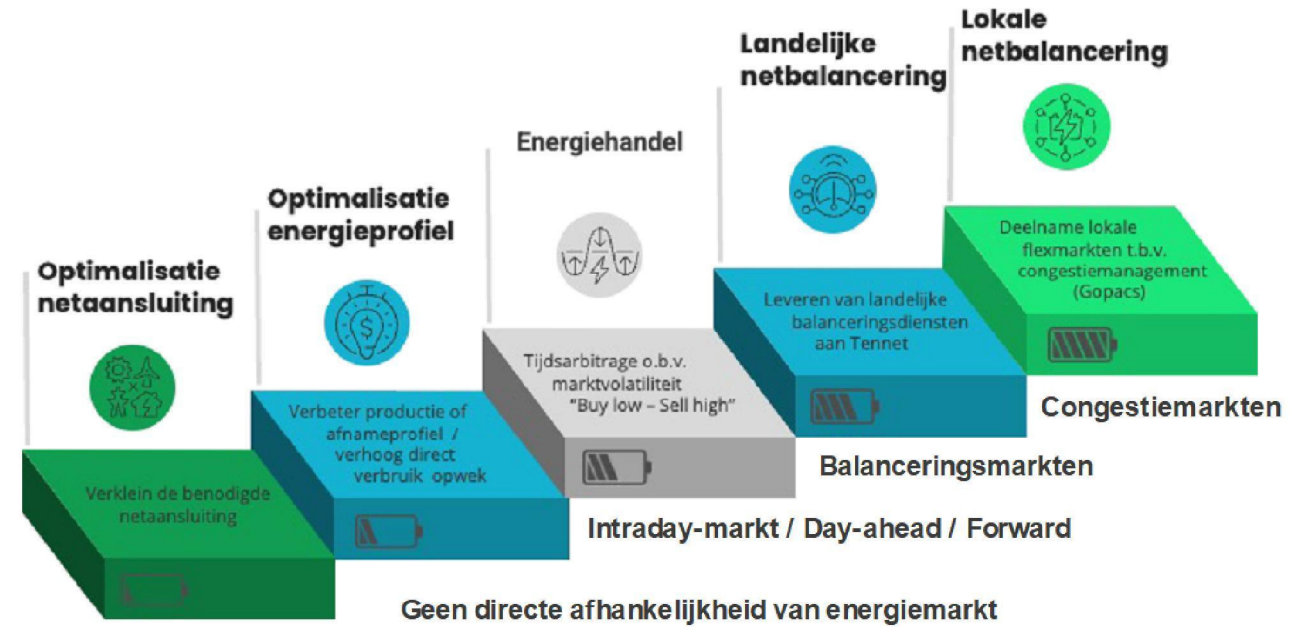 Optimalisatie
netaansluiting
Verklein de benodigde
netaansluiting
Optimalisatie
energieprofiel
Verbeter productie of
afnameprofiel /
verhoog direct
verbruik opwek
Energiehandel
Tijdsarbitrage o.b.v.
marktvolatiliteit
"Buy low – Sell high"
Landelijke
netbalancering
Leveren van landelijke
balanceringsdiensten
aan Tennet
Lokale
netbalancering
Deelname lokale
flexmarkten t.b.v.
congestiemanagement
(Gopacs)
Congestiemarkten
Balanceringsmarkten
Intraday-markt / Day-ahead / Forward
Geen directe afhankelijkheid van energiemarkt